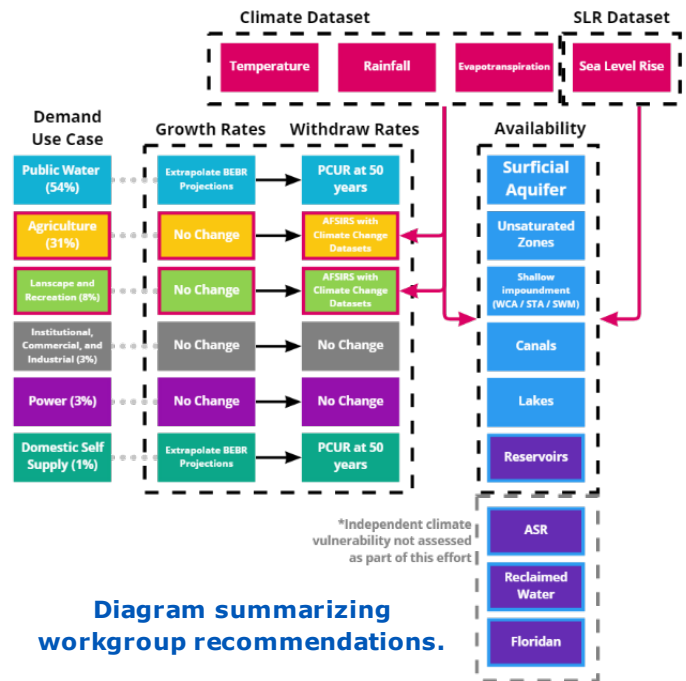 Climate Dataset
SLR Dataset
Temperature
Rainfall
Evapotranspiration
Sea Level Rise
Demand
Use Case
Growth Rates
Withdraw Rates
Availability
Public Water
(54%)
Extrapolate BEBR
Projections
PCUR at 50
years
Surficial
Aquifer
Agriculture
(31%)
No Change
AFSIRS with
Climate Change
Datasets
Unsaturated
Zones
Lanscape and
Recreation (8%)
No Change
AFSIRS with
Climate Change
Datasets
Shallow
impoundment
(WCA / STA / SWM)
Institutional,
Commercial, and
Industrial (3%)
No Change
No Change
Canals
Power (3%)
No Change
No Change
Lakes
Domestic Self
Supply (1%)
Extrapolate BEBR
Projections
PCUR at 50
years
Reservoirs
*Independent climate
vulnerability not assessed
as part of this effort
ASR
Reclaimed
Water
Floridan
Diagram summarizing
workgroup recommendations.